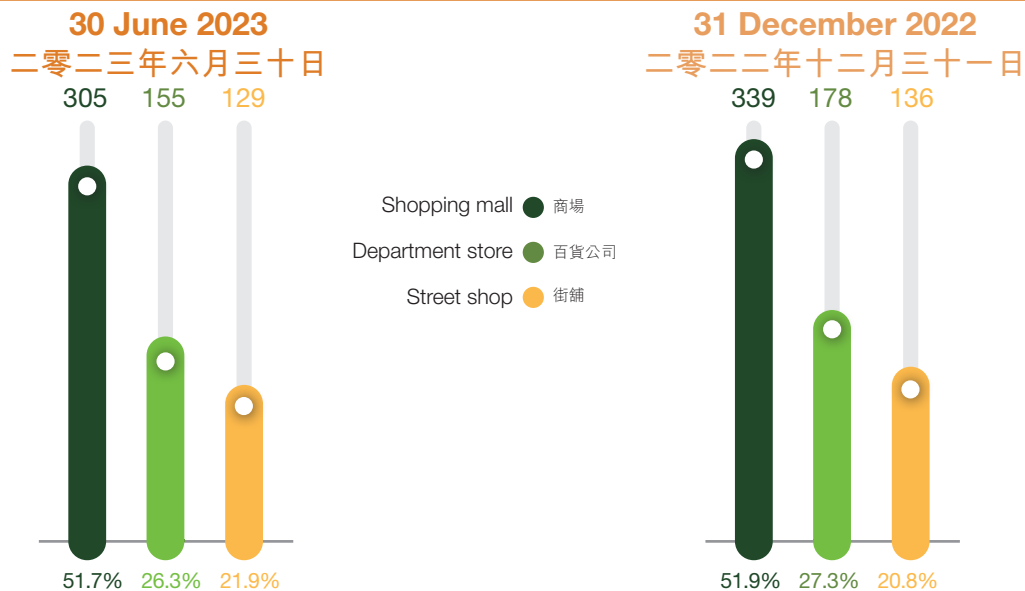 30 June 2023
二零二三年六月三十日
305 155 129
51.7% 26.3% 21.9%
Shopping mall 商場
Department store 百貨公司
Street shop 街舖
31 December 2022
二零二二年十二月三十一日
339 178 136
51.9% 27.3% 20.8%